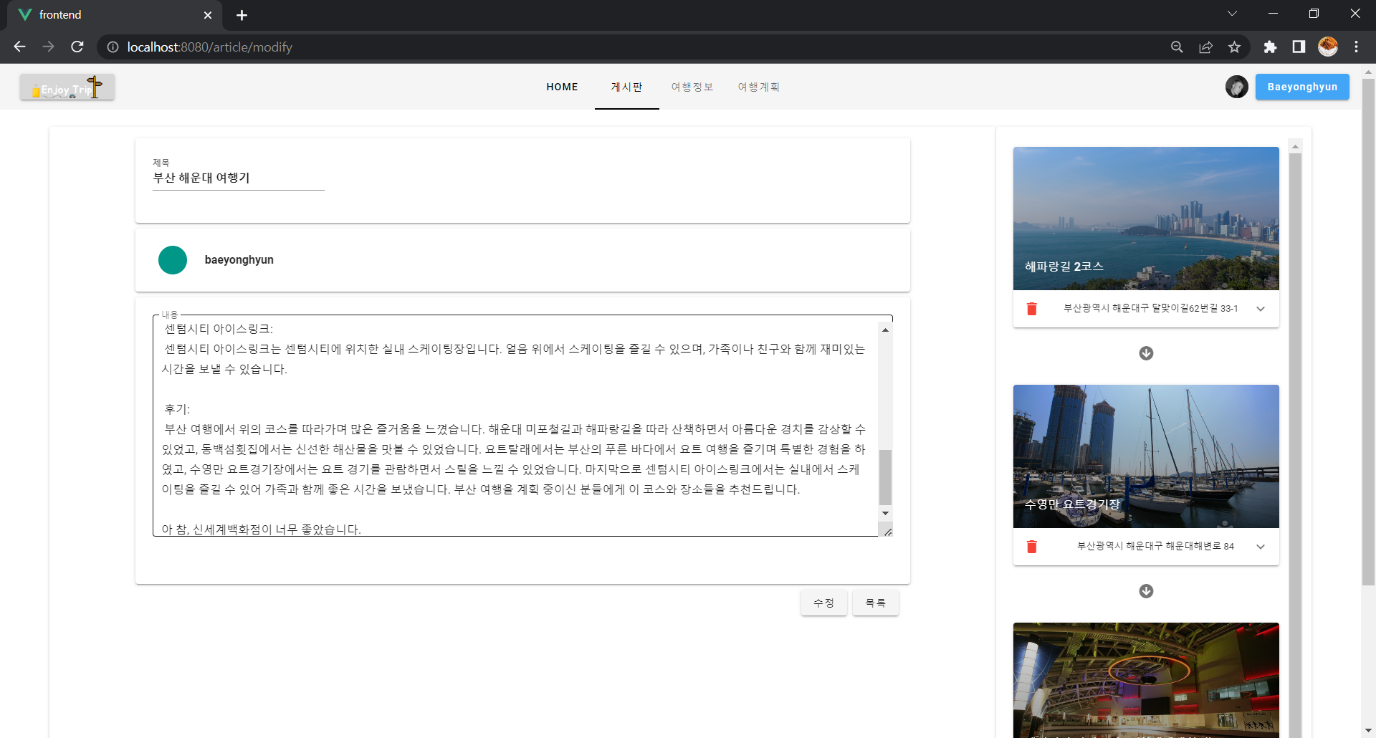 frontend
localhost:8080/article/modify
Enjoy Trip
HOME 게시판 여행정보 여행계획
Baeyonghyun
제목
부산 해운대 여행기
baeyonghyun
내용
센텀시티 아이스링크:
센텀시티 아이스링크는 센텀시티에 위치한 실내 스케이팅장입니다. 얼음 위에서 스케이팅을 즐길 수 있으며, 가족이나 친구와 함께 재미있는
시간을 보낼 수 있습니다.
후기:
부산 여행에서 위의 코스를 따라가며 많은 즐거움을 느꼈습니다. 해운대 미포철길과 해파랑길을 따라 산책하면서 아름다운 경치를 감상할 수
있었고, 동백섬횟집에서는 신선한 해산물을 맛볼 수 있었습니다. 요트탈래에서는 부산의 푸른 바다에서 요트 여행을 즐기며 특별한 경험을 하
였고, 수영만 요트경기장에서는 요트 경기를 관람하면서 스릴을 느낄 수 있었습니다. 마지막으로 센텀시티 아이스링크에서는 실내에서 스케
이팅을 즐길 수 있어 가족과 함께 좋은 시간을 보냈습니다. 부산 여행을 계획 중이신 분들에게 이 코스와 장소들을 추천드립니다.
아 참, 신세계백화점이 너무 좋았습니다.
수정
목록
해파랑길 2코스
부산광역시 해운대구 달맞이길62번길 33-1
수영만 요트경기장
부산광역시 해운대구 해운대해변로 84